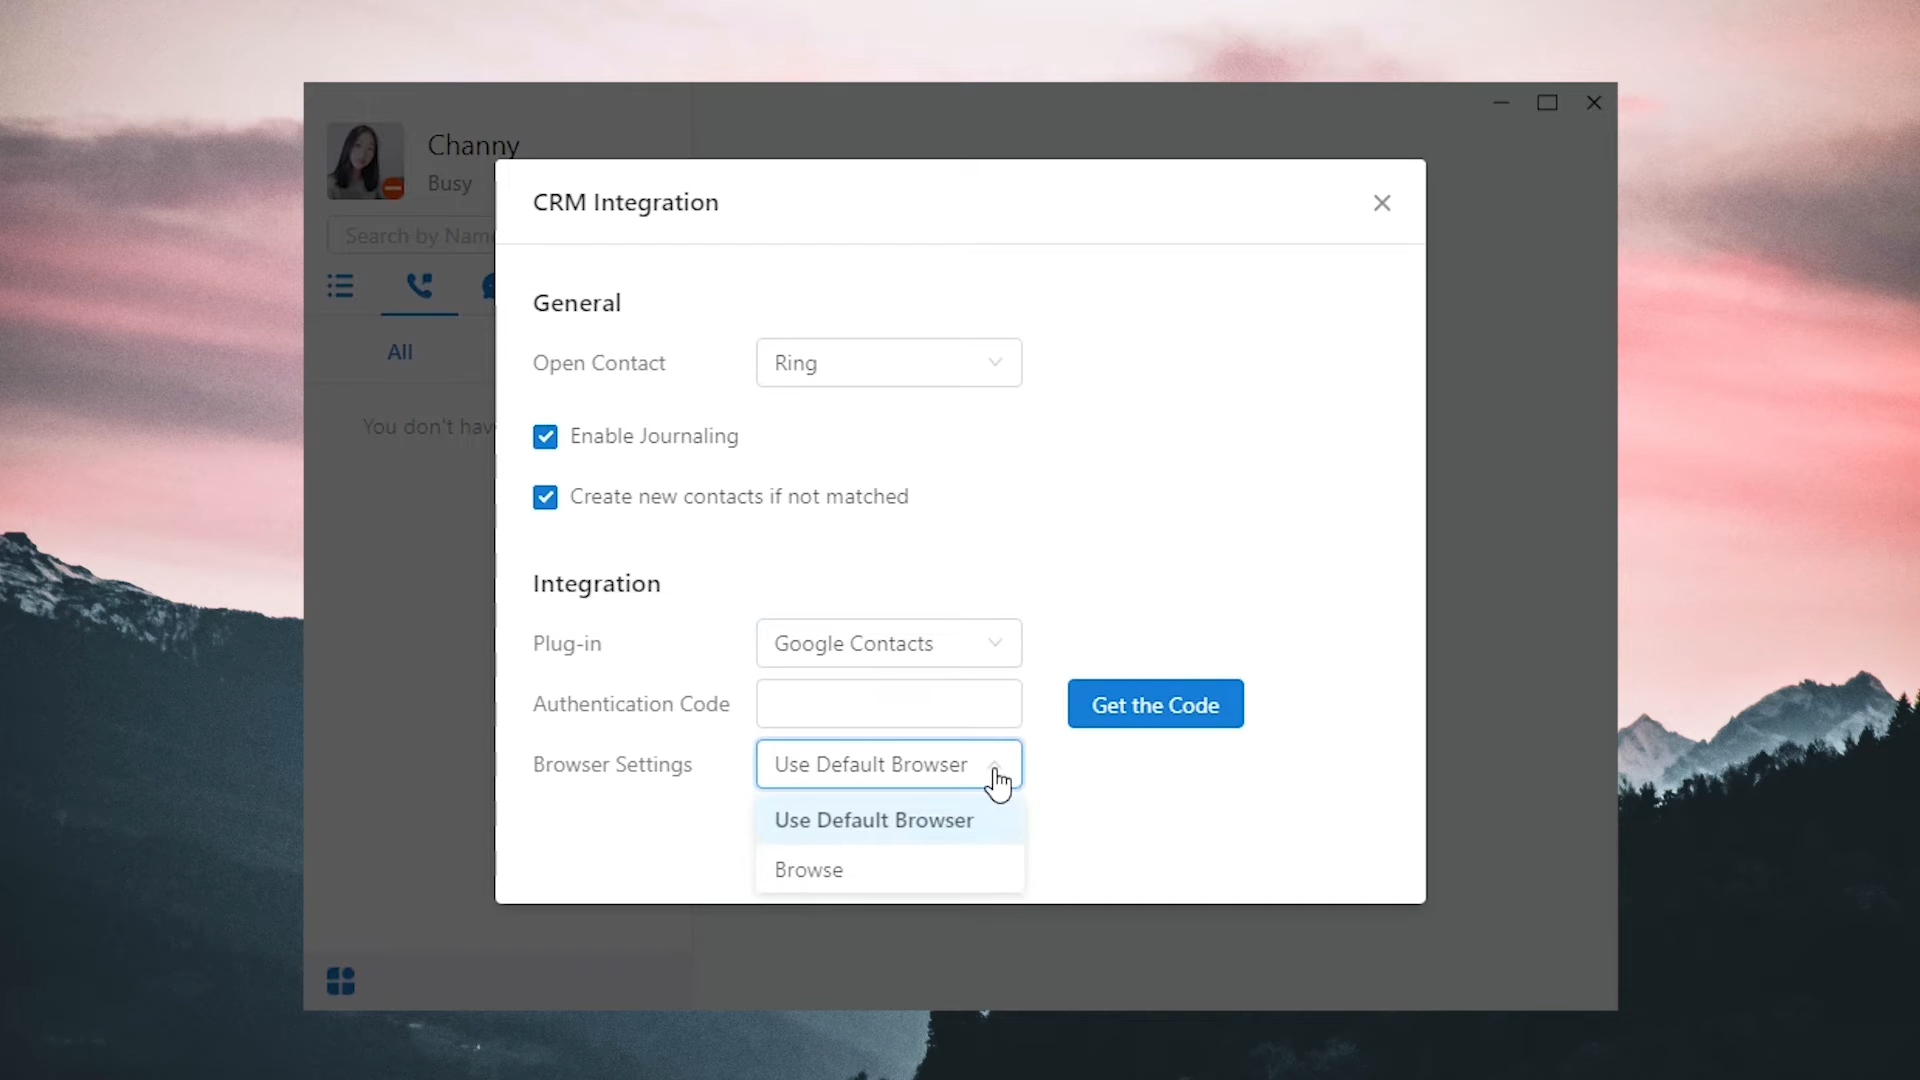 Channy
Busy
Search by Nam
All
You don't hav
CRM Integration
General
Open Contact
Ring
Enable Journaling
Create new contacts if not matched
Integration
Plug-in
Google Contacts
Authentication Code
Get the Code
Browser Settings
Use Default Browser
Use Default Browser
Browse